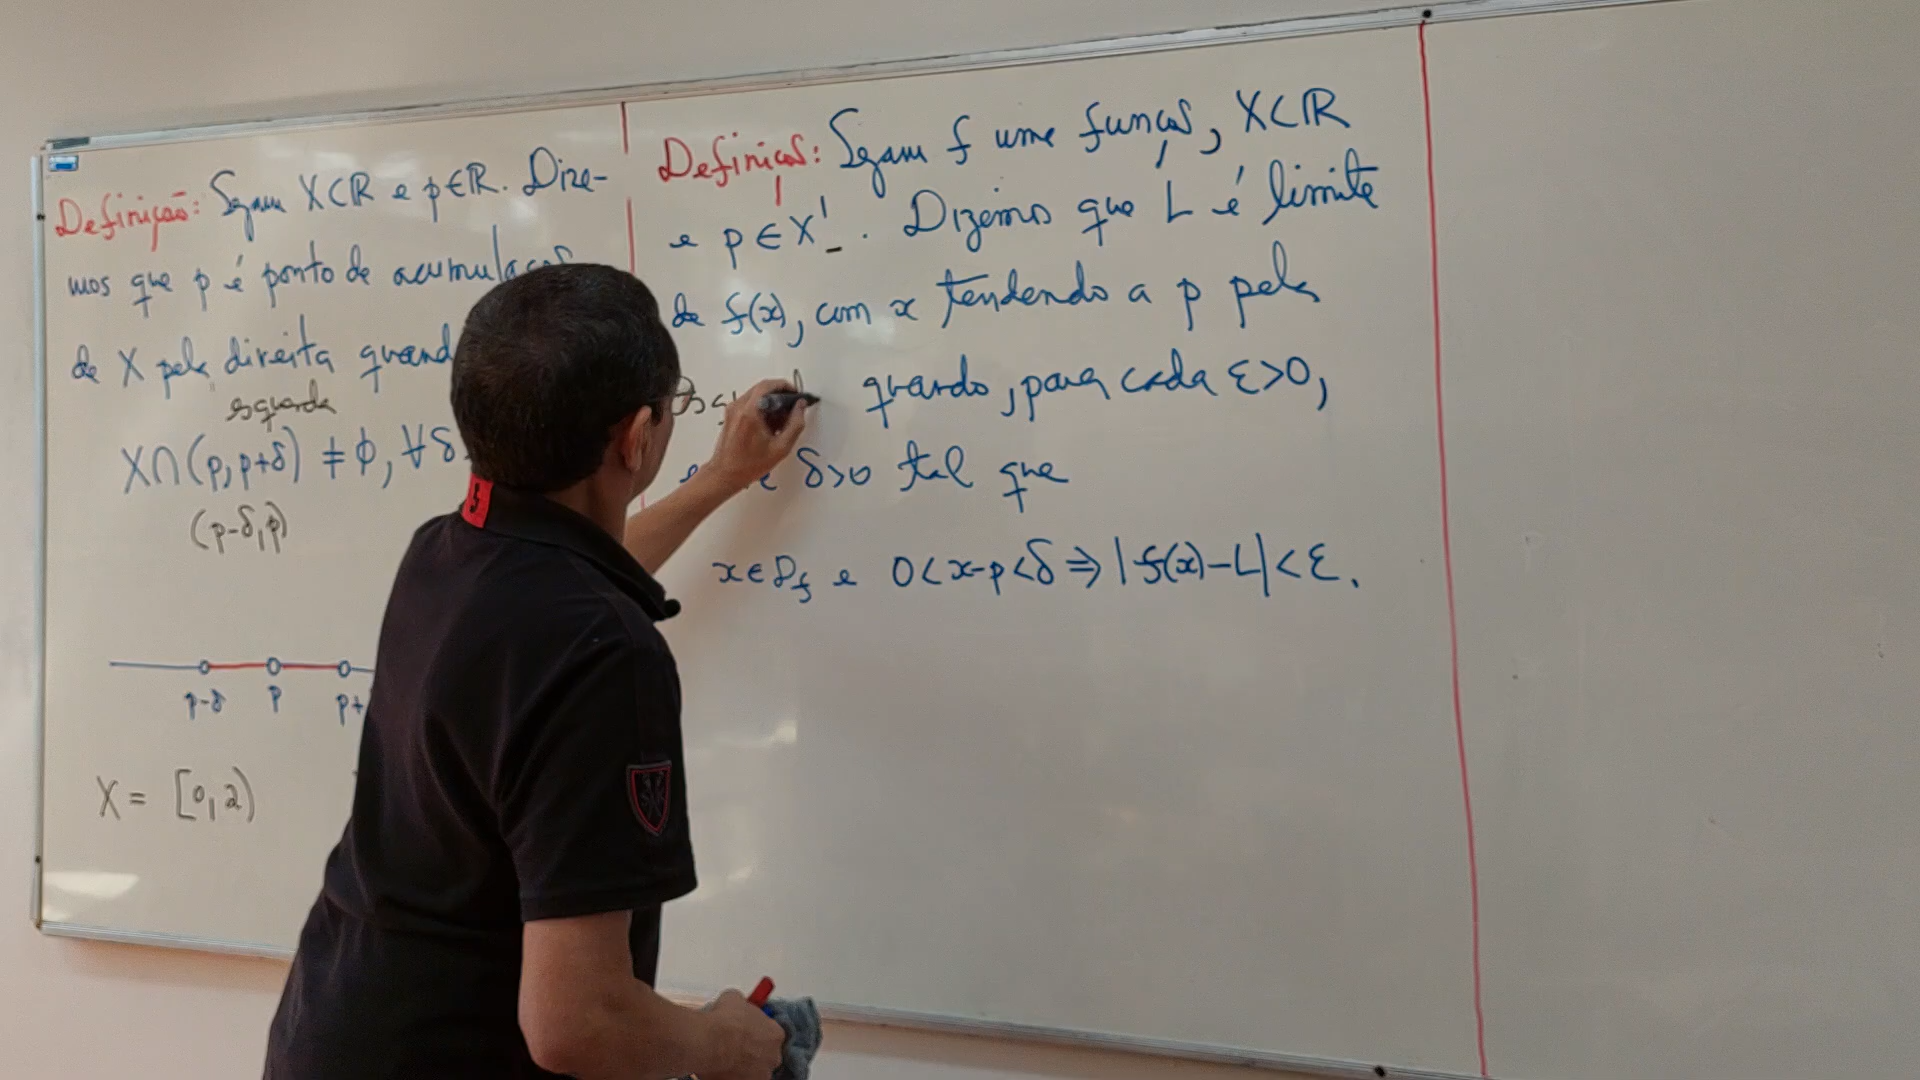 Definição: Sejam X⊂ℝ e p∈ℝ. Dize-
mos que p é ponto de acumulação
de X pela direita quand
esquerda
X∩(p,p+δ) ≠ ϕ, ∀δ
(p-δ,p)
p-δ p p+
X = [0,2)
Definição: Sejam f uma função, X⊂ℝ
e p ∈ X'₋. Dizemos que L é limite
de f(x), com x tendendo a p pela
quando, para cada ε>0,
δ>0 tal que
x∈D_f e 0<x-p<δ ⇒ |f(x)-L|<ε.